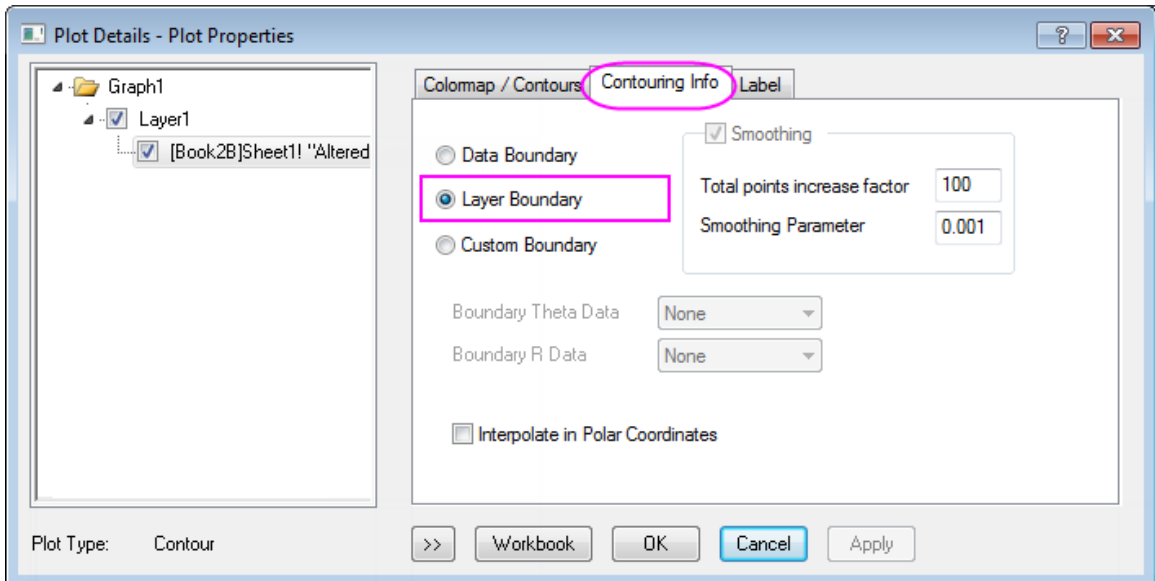 Plot Details - Plot Properties
?
Graph1
Layer1
[Book2B]Sheet1! "Altered
Colormap / Contours Contouring Info Label
Data Boundary
Layer Boundary
Custom Boundary
Smoothing
Total points increase factor 100
Smoothing Parameter 0.001
Boundary Theta Data None
Boundary R Data None
Interpolate in Polar Coordinates
Plot Type: Contour
>> Workbook OK Cancel Apply